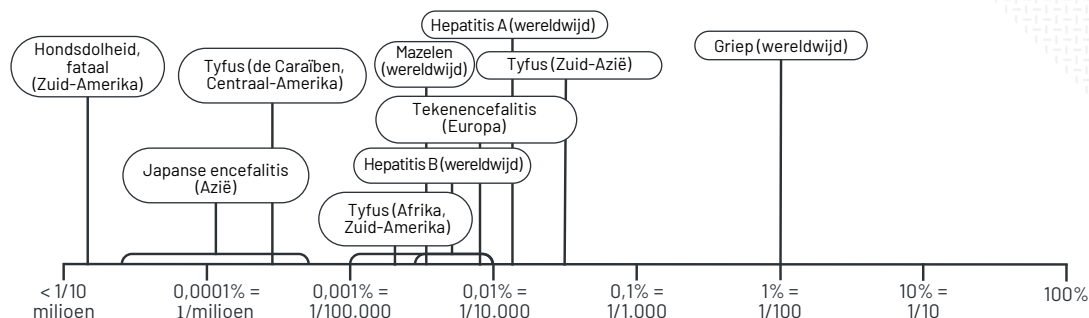 Hepatitis A (wereldwijd)
Hondsdolheid,
fataal
(Zuid-Amerika)
Tyfus (de Caraïben,
Centraal-Amerika)
Mazelen
(wereldwijd)
Tyfus (Zuid-Azië)
Griep (wereldwijd)
Tekenencefalitis
(Europa)
Japanse encefalitis
(Azië)
Hepatitis B (wereldwijd)
Tyfus (Afrika,
Zuid-Amerika)
< 1/10
miljoen
0,0001% =
1/miljoen
0,001% =
1/100.000
0,01% =
1/10.000
0,1% =
1/1.000
1% =
1/100
10% =
1/10
100%